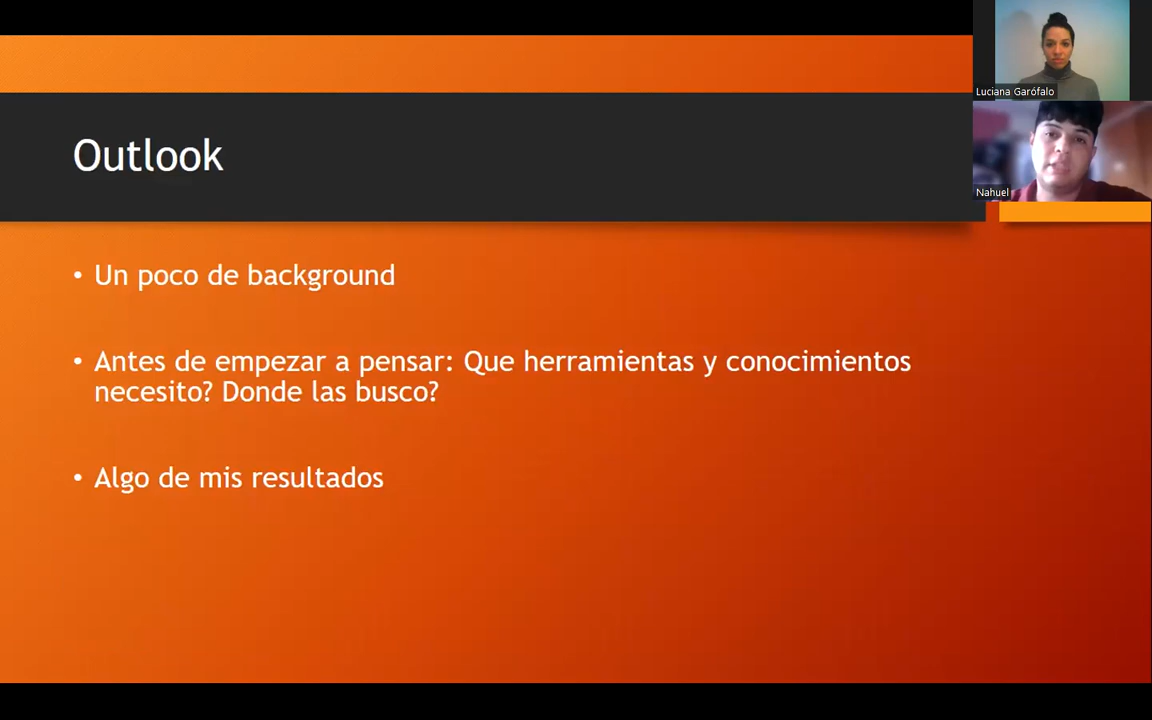 Outlook
• Un poco de background
• Antes de empezar a pensar: Que herramientas y conocimientos
necesito? Donde las busco?
• Algo de mis resultados
Luciana Garófalo
Nahuel